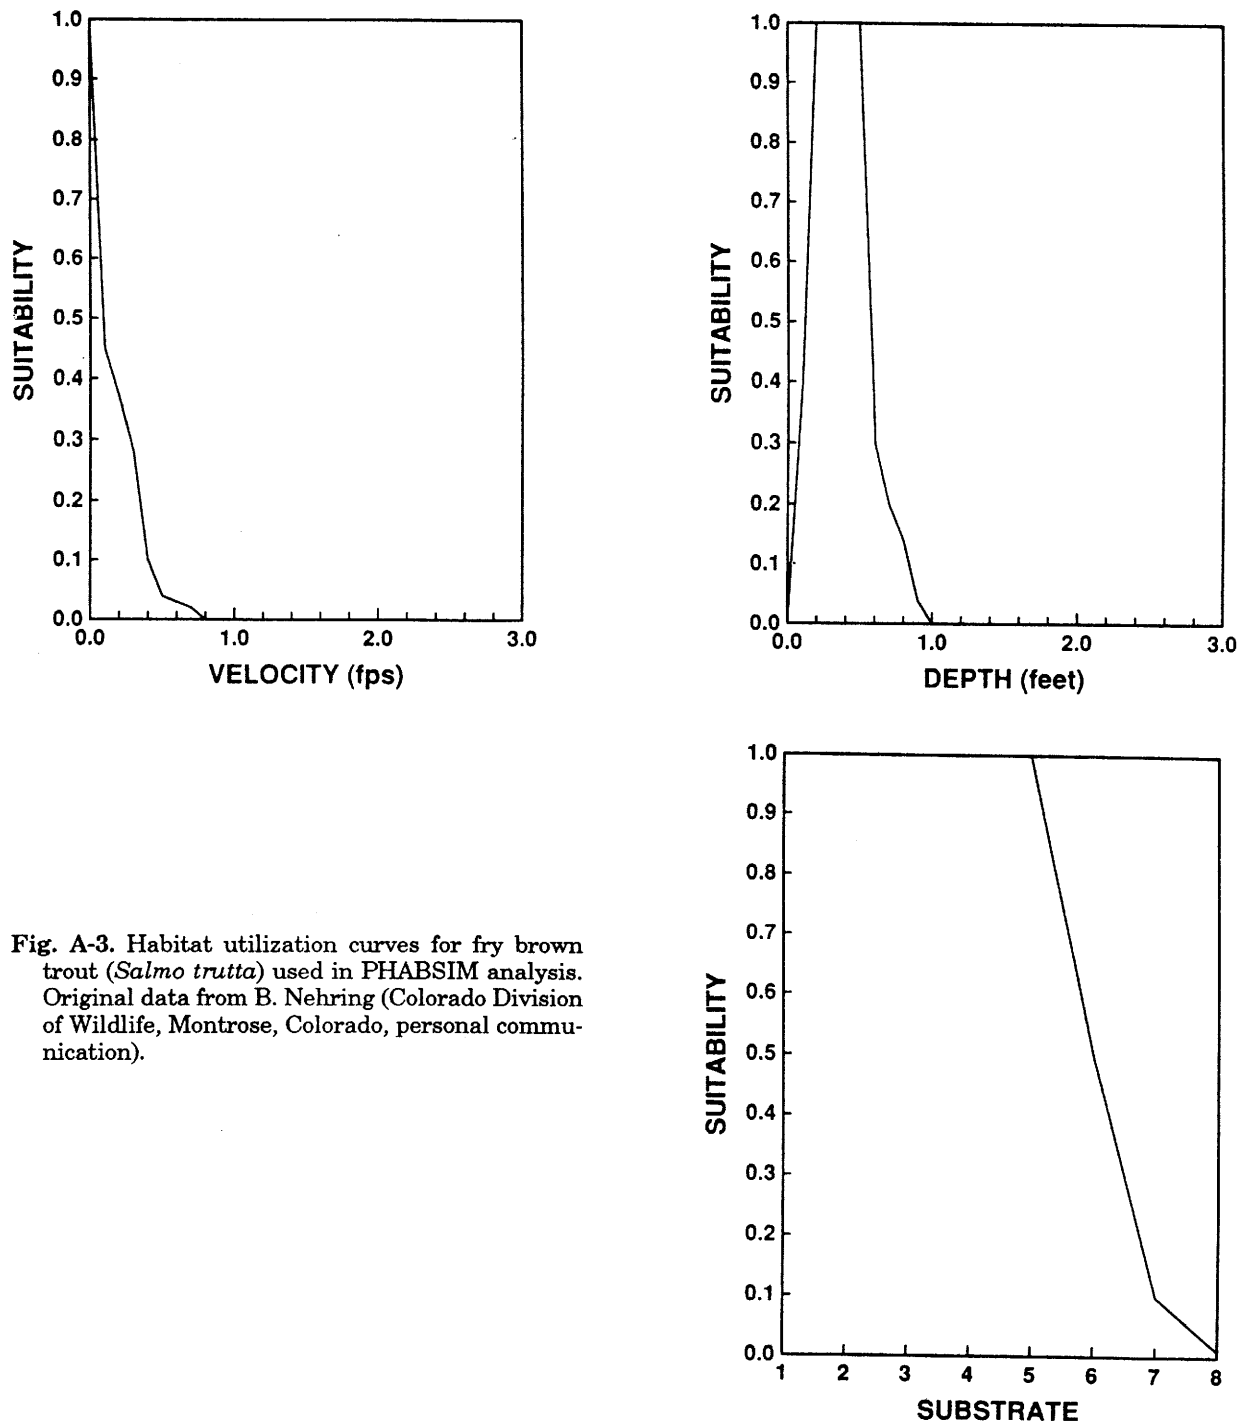 1.0
0.9
0.8
0.7
0.6
0.5
0.4
0.3
0.2
0.1
0.0
SUITABILITY
0.0 1.0 2.0 3.0
VELOCITY (fps)
1.0
0.9
0.8
0.7
0.6
0.5
0.4
0.3
0.2
0.1
0.0
SUITABILITY
0.0 1.0 2.0 3.0
DEPTH (feet)
Fig. A-3. Habitat utilization curves for fry brown
trout (Salmo trutta) used in PHABSIM analysis.
Original data from B. Nehring (Colorado Division
of Wildlife, Montrose, Colorado, personal commu-
nication).
1.0
0.9
0.8
0.7
0.6
0.5
0.4
0.3
0.2
0.1
0.0
SUITABILITY
1 2 3 4 5 6 7 8
SUBSTRATE